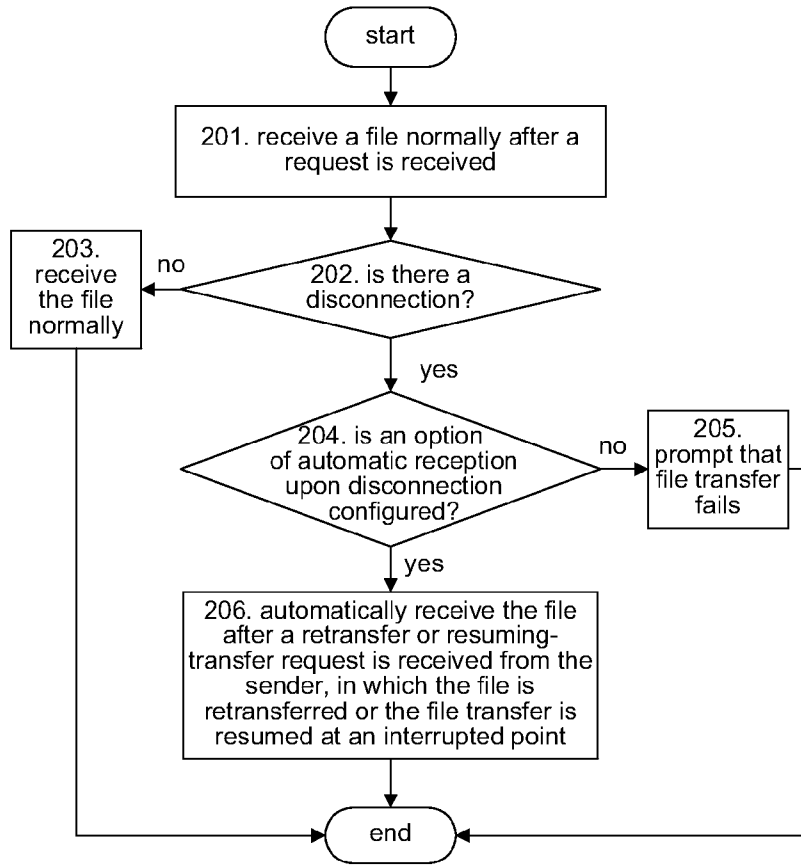 start
201. receive a file normally after a
request is received
202. is there a
disconnection?
no
203.
receive
the file
normally
yes
204. is an option
of automatic reception
upon disconnection
configured?
no
205.
prompt that
file transfer
fails
yes
206. automatically receive the file
after a retransfer or resuming-
transfer request is received from the
sender, in which the file is
retransferred or the file transfer is
resumed at an interrupted point
end